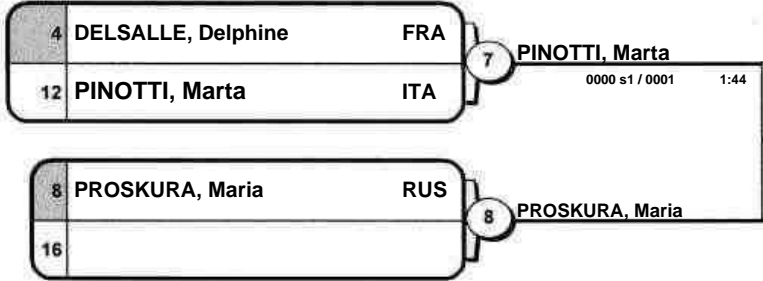 4 DELSALLE, Delphine FRA
12 PINOTTI, Marta ITA
7 PINOTTI, Marta
0000 s1 / 0001 1:44
8 PROSKURA, Maria RUS
16
8 PROSKURA, Maria